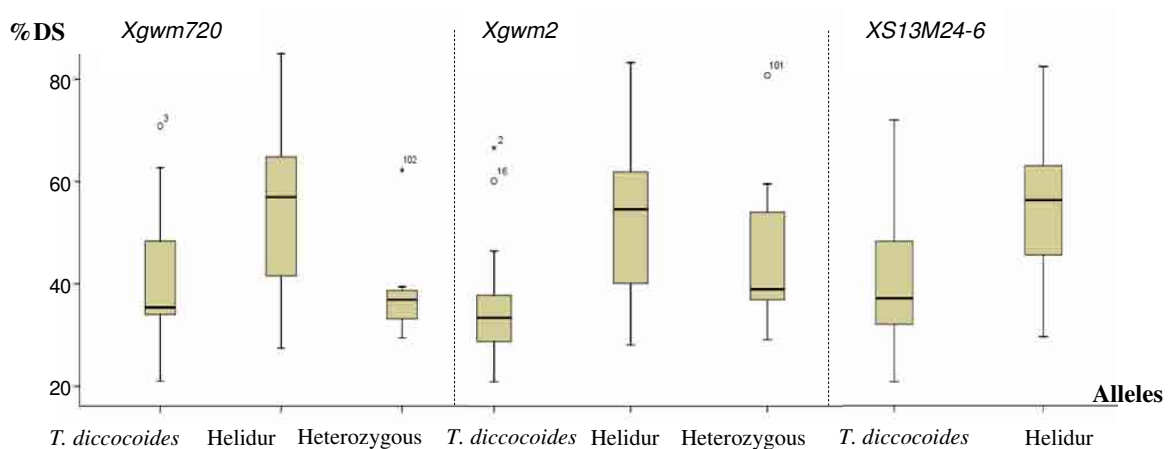 % DS
Xgwm720
Xgwm2
XS13M24-6
80
60
40
20
3
102
2
16
101
Alleles
T. diccocoides Helidur Heterozygous T. diccocoides Helidur Heterozygous T. diccocoides Helidur